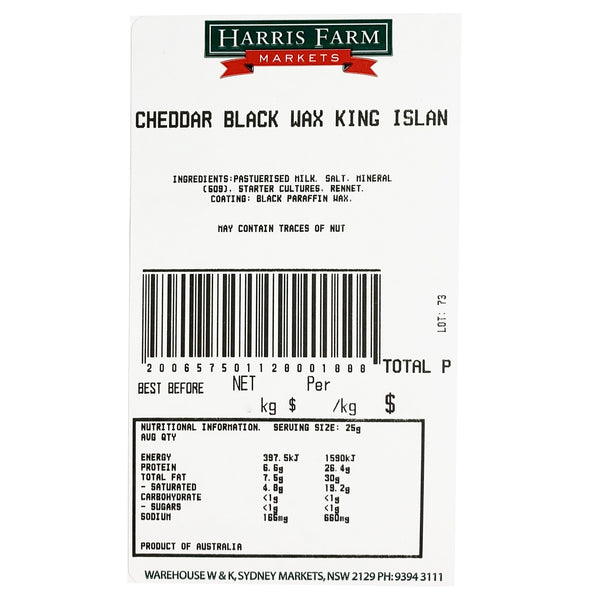 HARRIS FARM
MARKETS
CHEDDAR BLACK WAX KING ISLAN
INGREDIENTS:PASTUERISED MILK. SALT. MINERAL
(509). STARTER CULTURES. RENNET.
COATING: BLACK PARAFFIN WAX.
MAY CONTAIN TRACES OF NUT
LOT: 73
2006575011280001888
TOTAL P
BEST BEFORE NET Per
kg $ /kg $
NUTRITIONAL INFORMATION. SERVING SIZE: 25g
AVG QTY
ENERGY 397.5kJ 1590kJ
PROTEIN 6.6g 26.4g
TOTAL FAT 7.5g 30g
- SATURATED 4.8g 19.2g
CARBOHYDRATE <1g <1g
- SUGARS <1g <1g
SODIUM 165mg 660mg
PRODUCT OF AUSTRALIA
WAREHOUSE W & K, SYDNEY MARKETS, NSW 2129 PH: 9394 3111